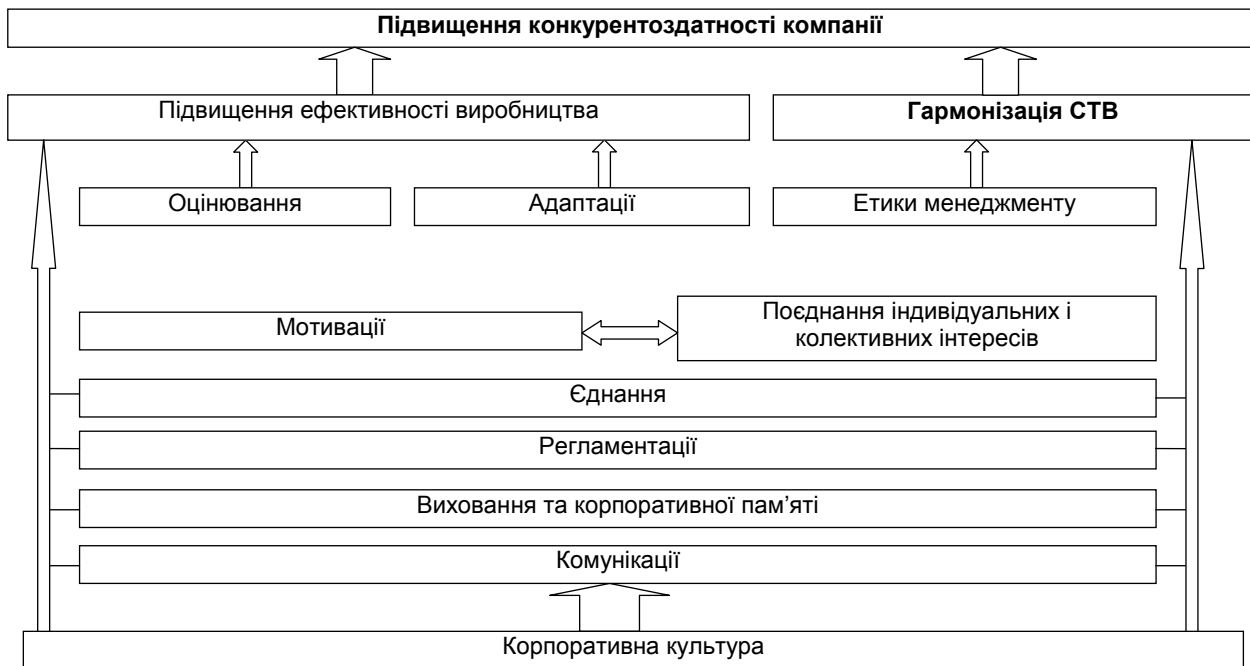 Підвищення конкурентоздатності компанії
Підвищення ефективності виробництва
Гармонізація СТВ
Оцінювання
Адаптації
Етики менеджменту
Мотивації
Поєднання індивідуальних і
колективних інтересів
Єднання
Регламентації
Виховання та корпоративної пам’яті
Комунікації
Корпоративна культура